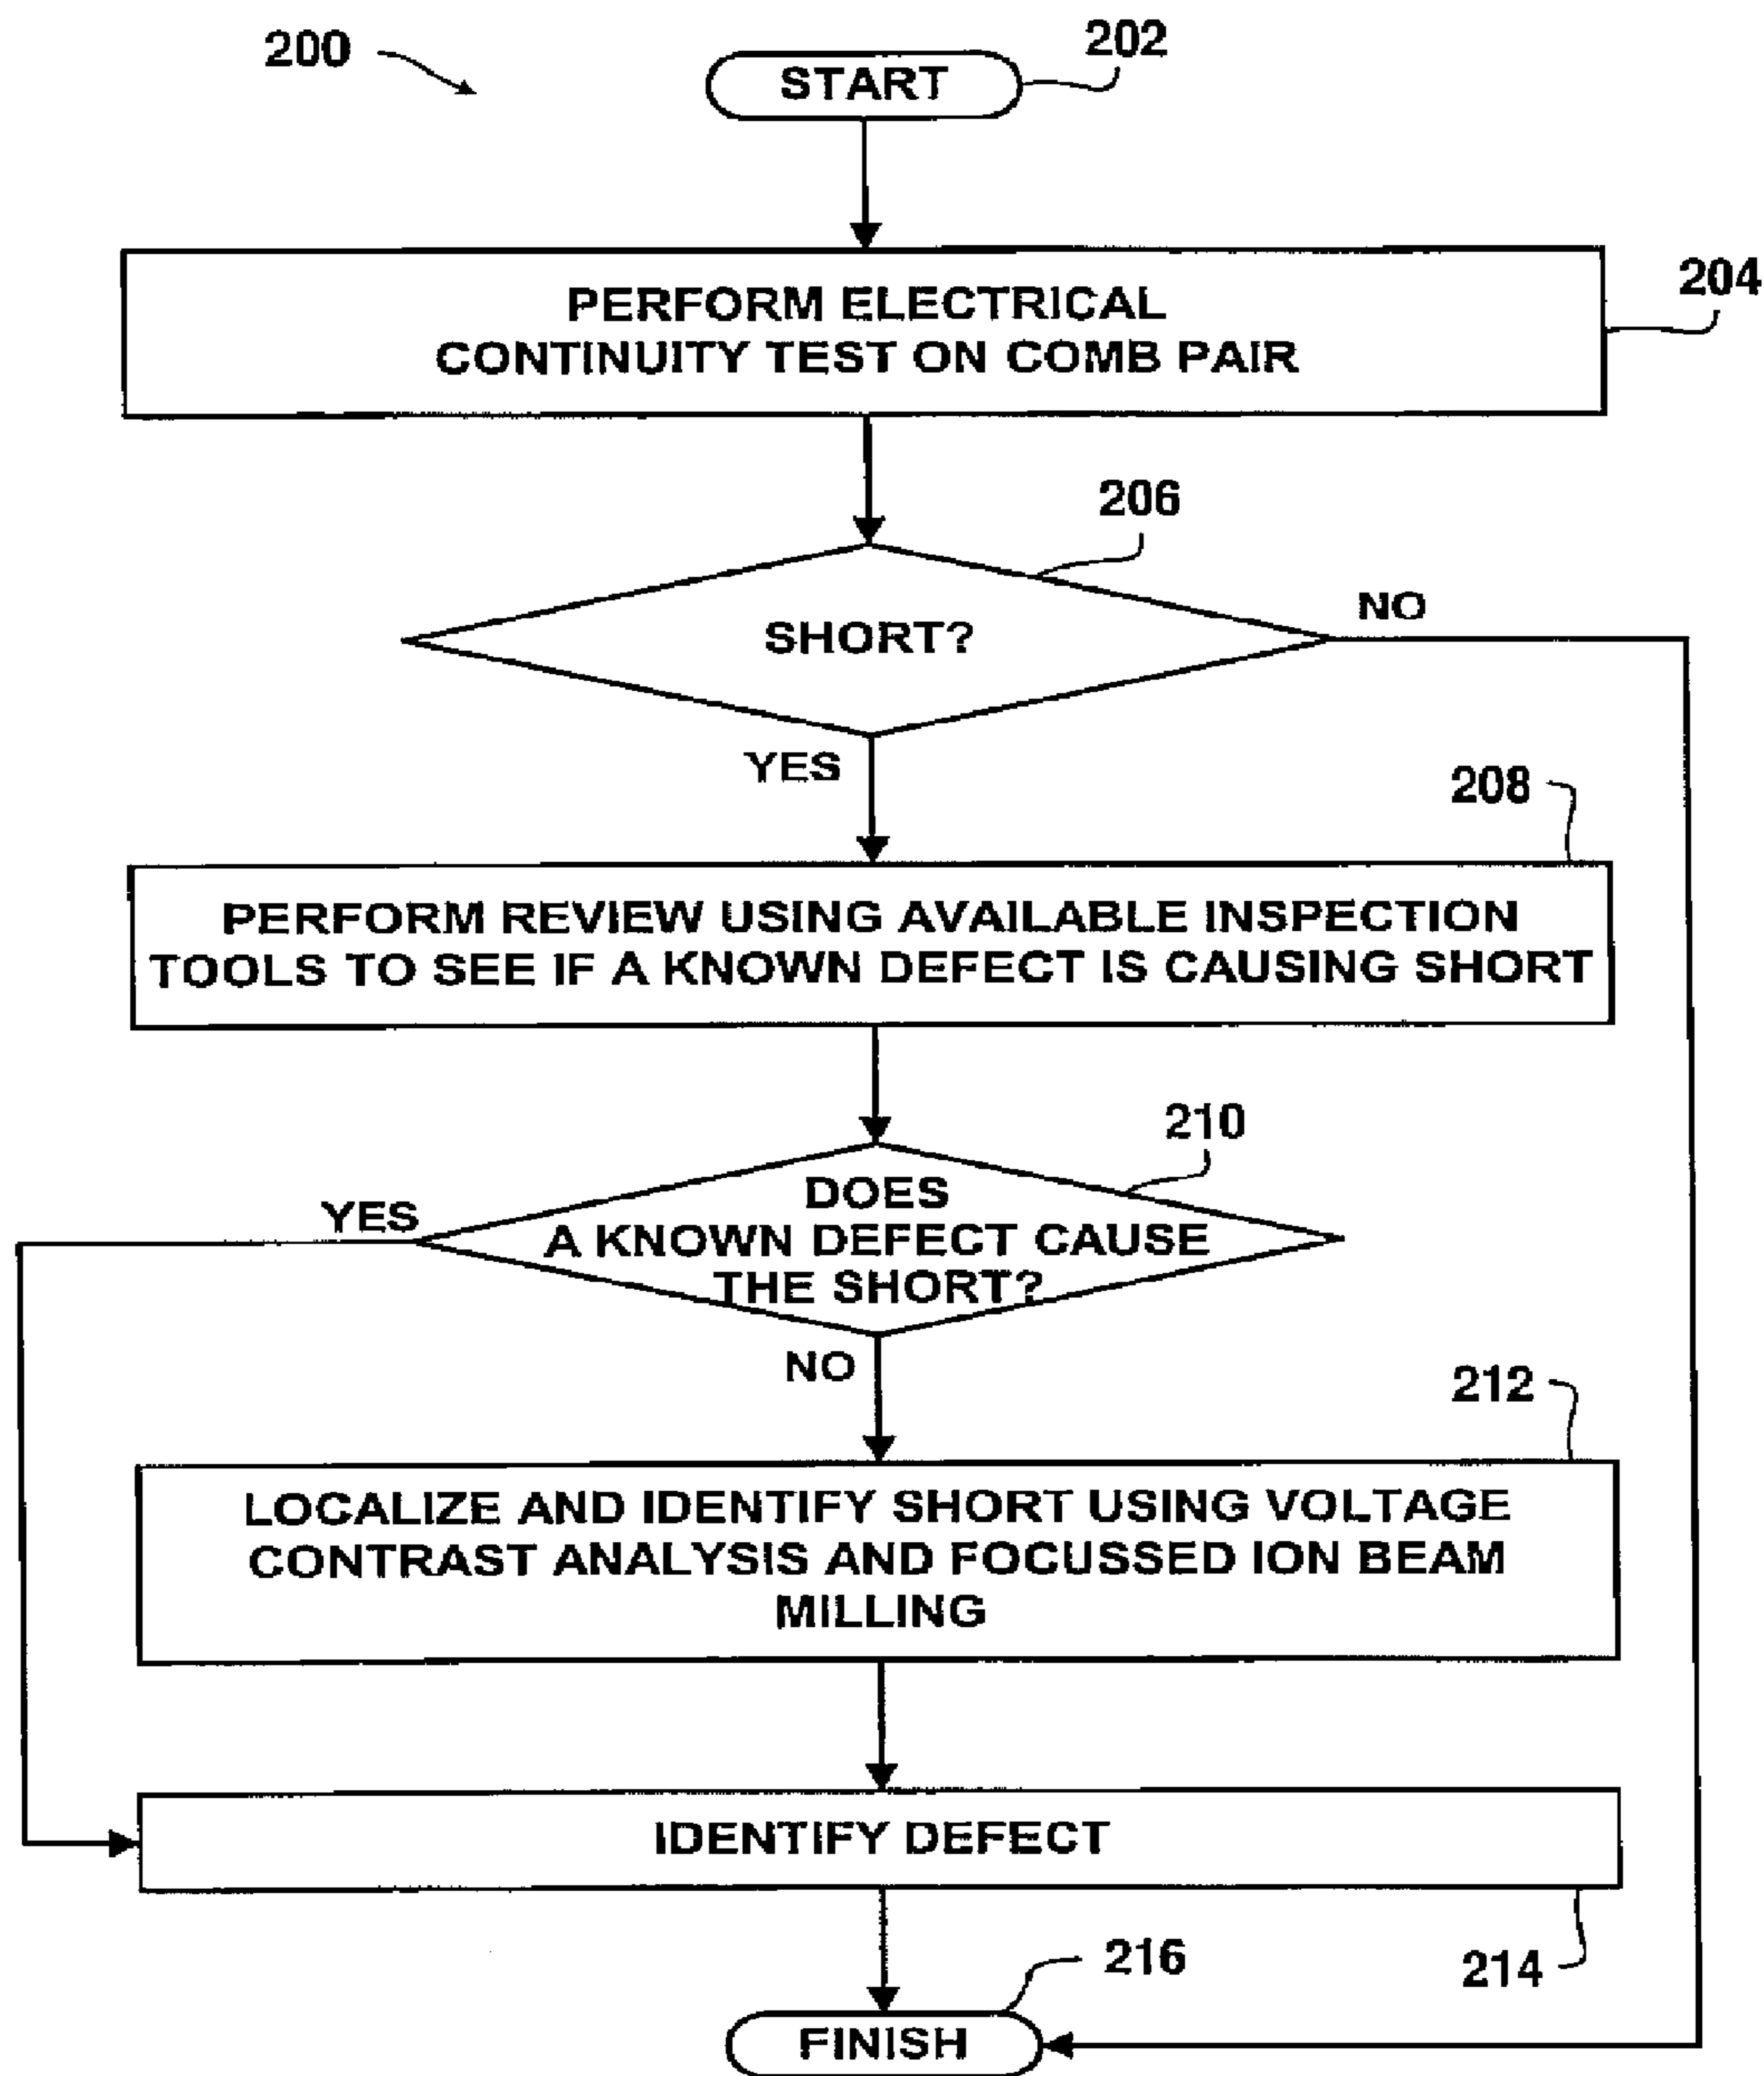 200
202
START
204
PERFORM ELECTRICAL
CONTINUITY TEST ON COMB PAIR
206
SHORT?
NO
YES
208
PERFORM REVIEW USING AVAILABLE INSPECTION
TOOLS TO SEE IF A KNOWN DEFECT IS CAUSING SHORT
210
YES
DOES
A KNOWN DEFECT CAUSE
THE SHORT?
NO
212
LOCALIZE AND IDENTIFY SHORT USING VOLTAGE
CONTRAST ANALYSIS AND FOCUSSED ION BEAM
MILLING
IDENTIFY DEFECT
214
216
FINISH